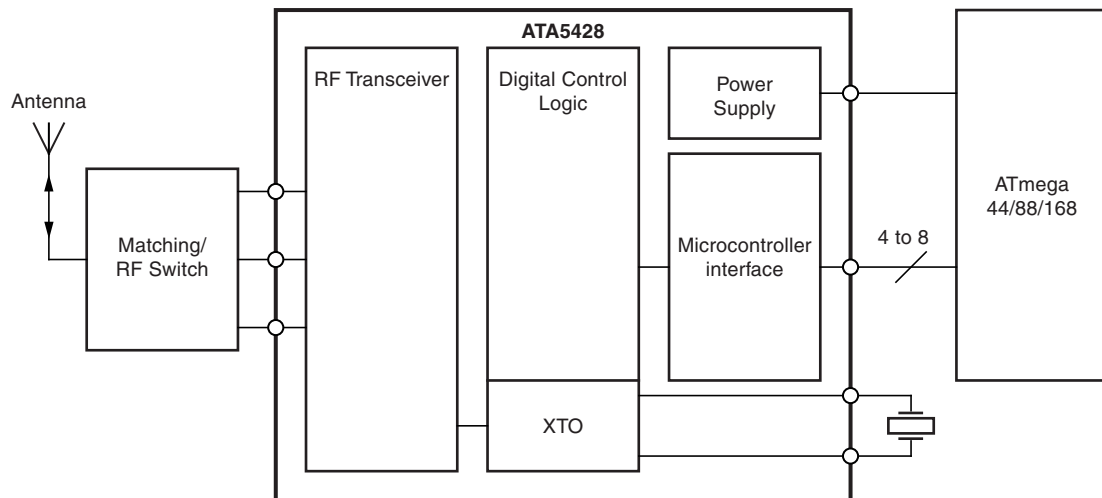 ATA5428
Antenna
Matching/
RF Switch
RF Transceiver
Digital Control
Logic
XTO
Power
Supply
Microcontroller
interface
4 to 8
ATmega
44/88/168